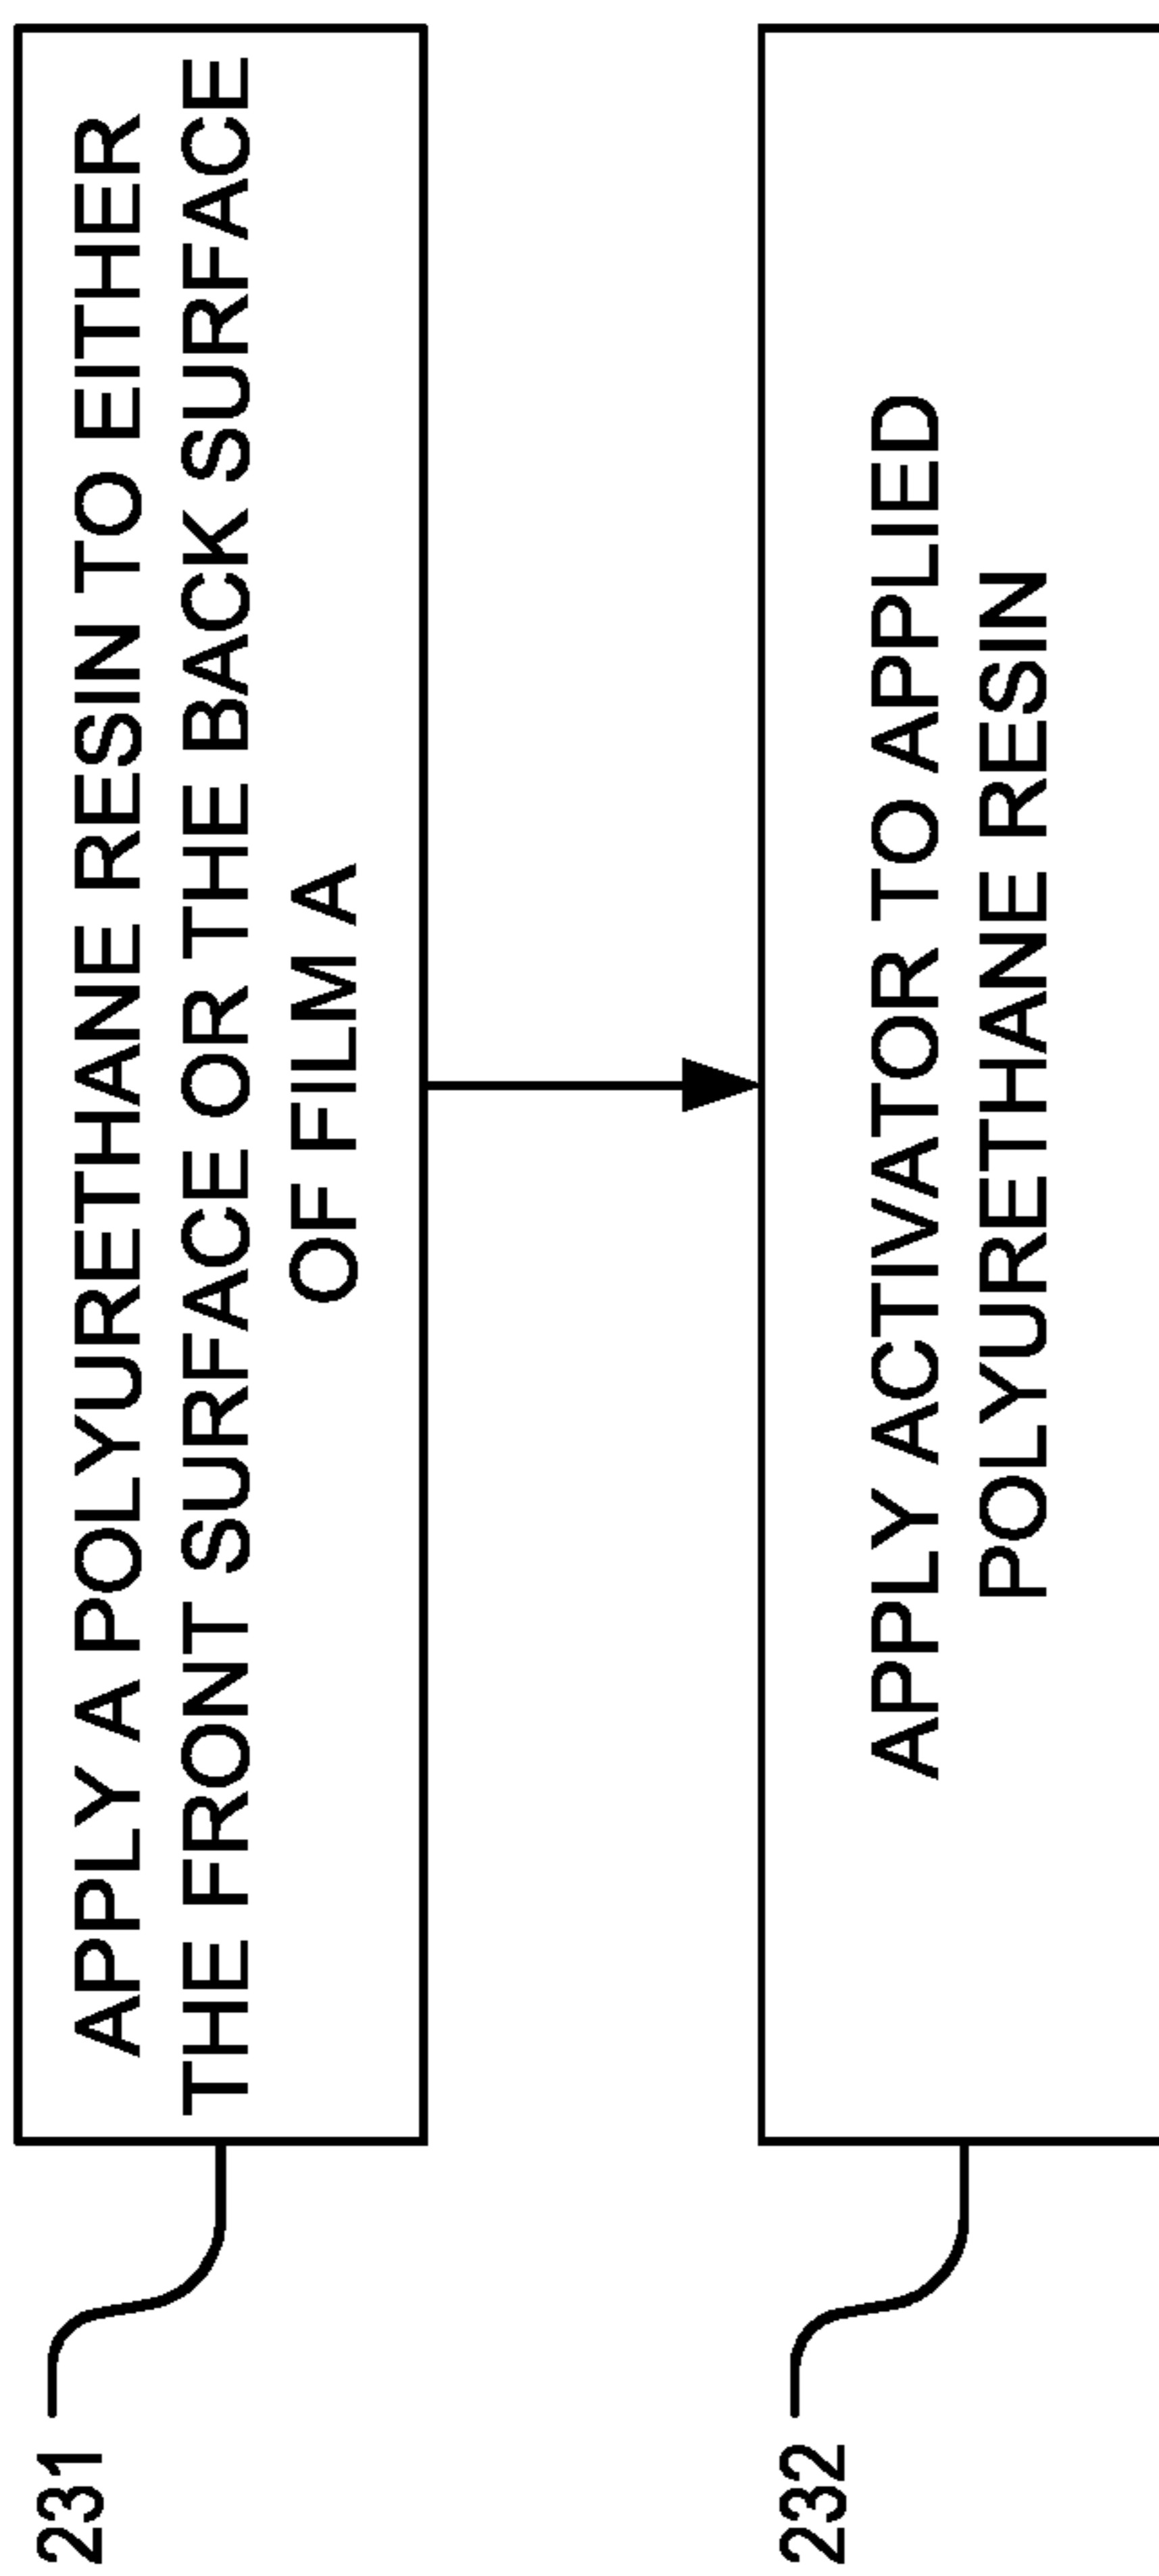 231
APPLY A POLYURETHANE RESIN TO EITHER
THE FRONT SURFACE OR THE BACK SURFACE
OF FILM A
232
APPLY ACTIVATOR TO APPLIED
POLYURETHANE RESIN